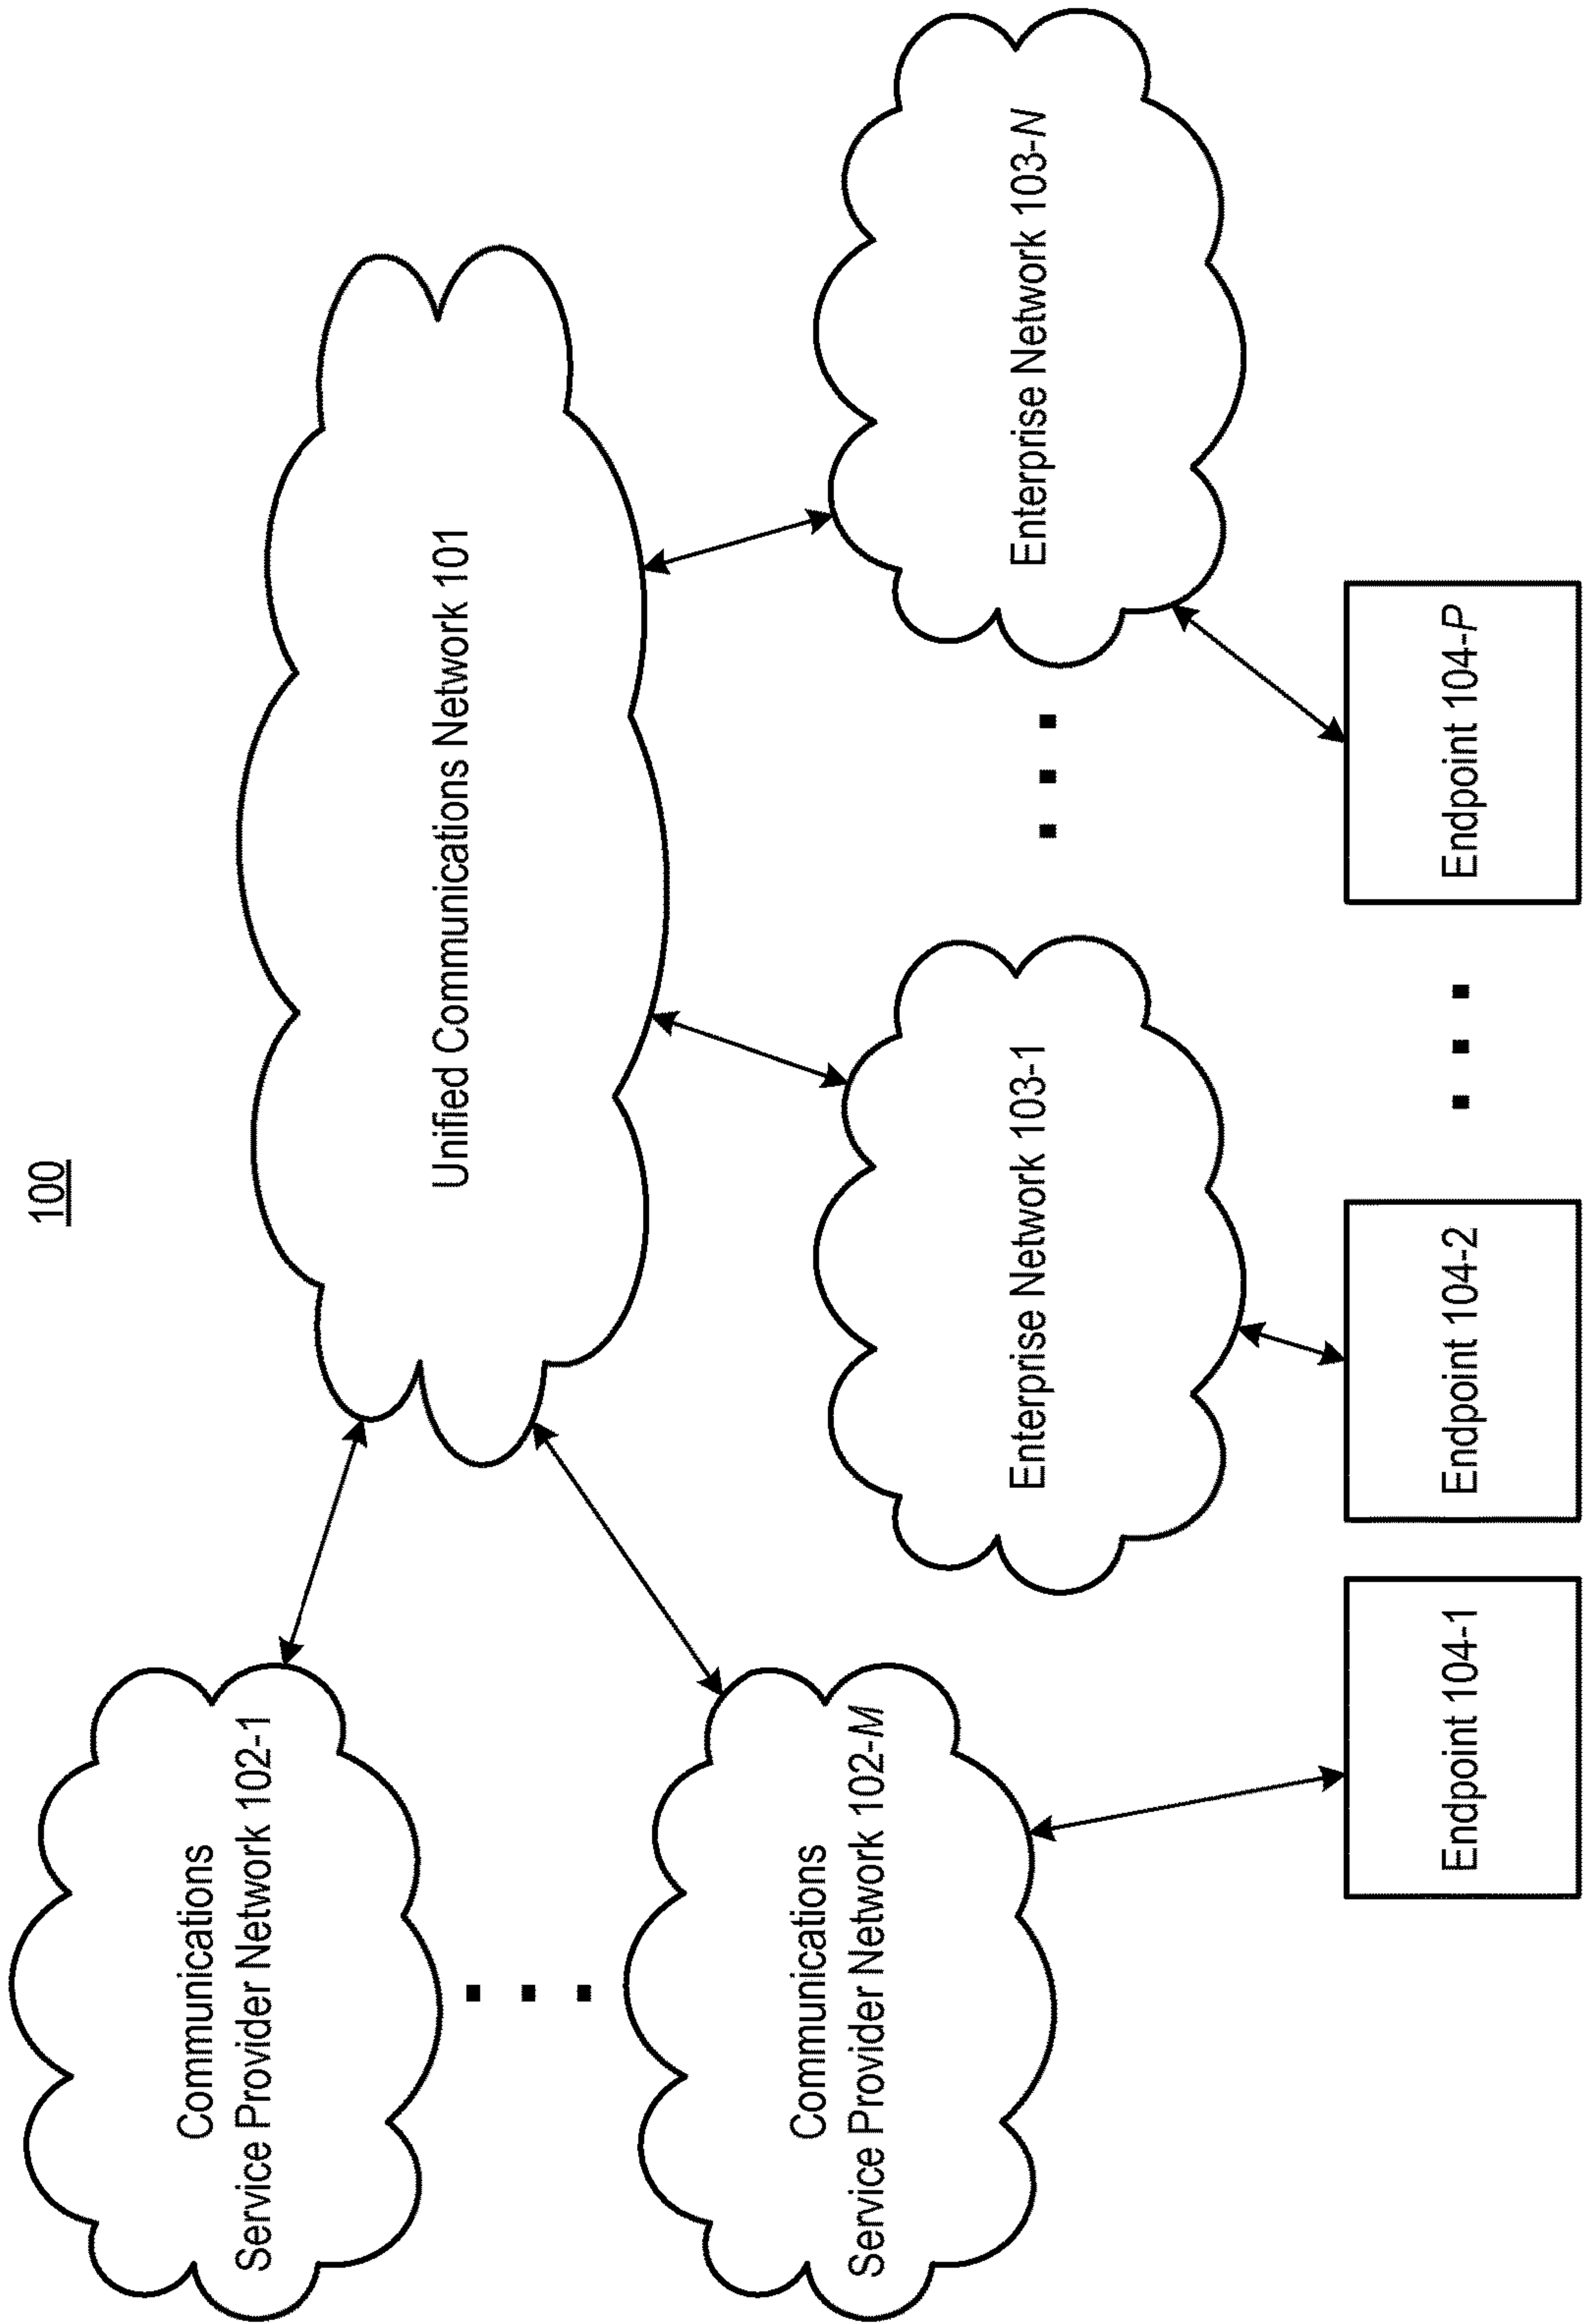 100
Communications
Service Provider Network 102-1
Unified Communications Network 101
Communications
Service Provider Network 102-M
Enterprise Network 103-1
Enterprise Network 103-N
Endpoint 104-1
Endpoint 104-2
Endpoint 104-P